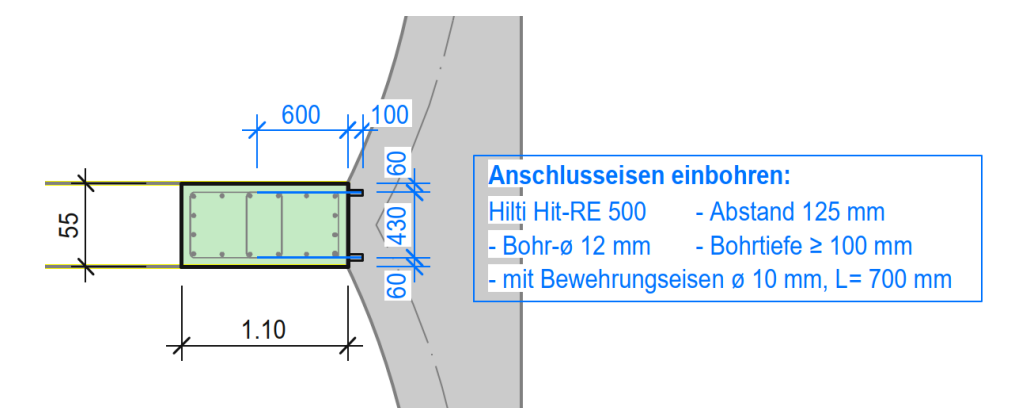 600
100
60
55
430
60
1.10
Anschlusseisen einbohren:
Hilti Hit-RE 500 - Abstand 125 mm
- Bohr-ø 12 mm - Bohrtiefe ≥ 100 mm
- mit Bewehrungseisen ø 10 mm, L= 700 mm